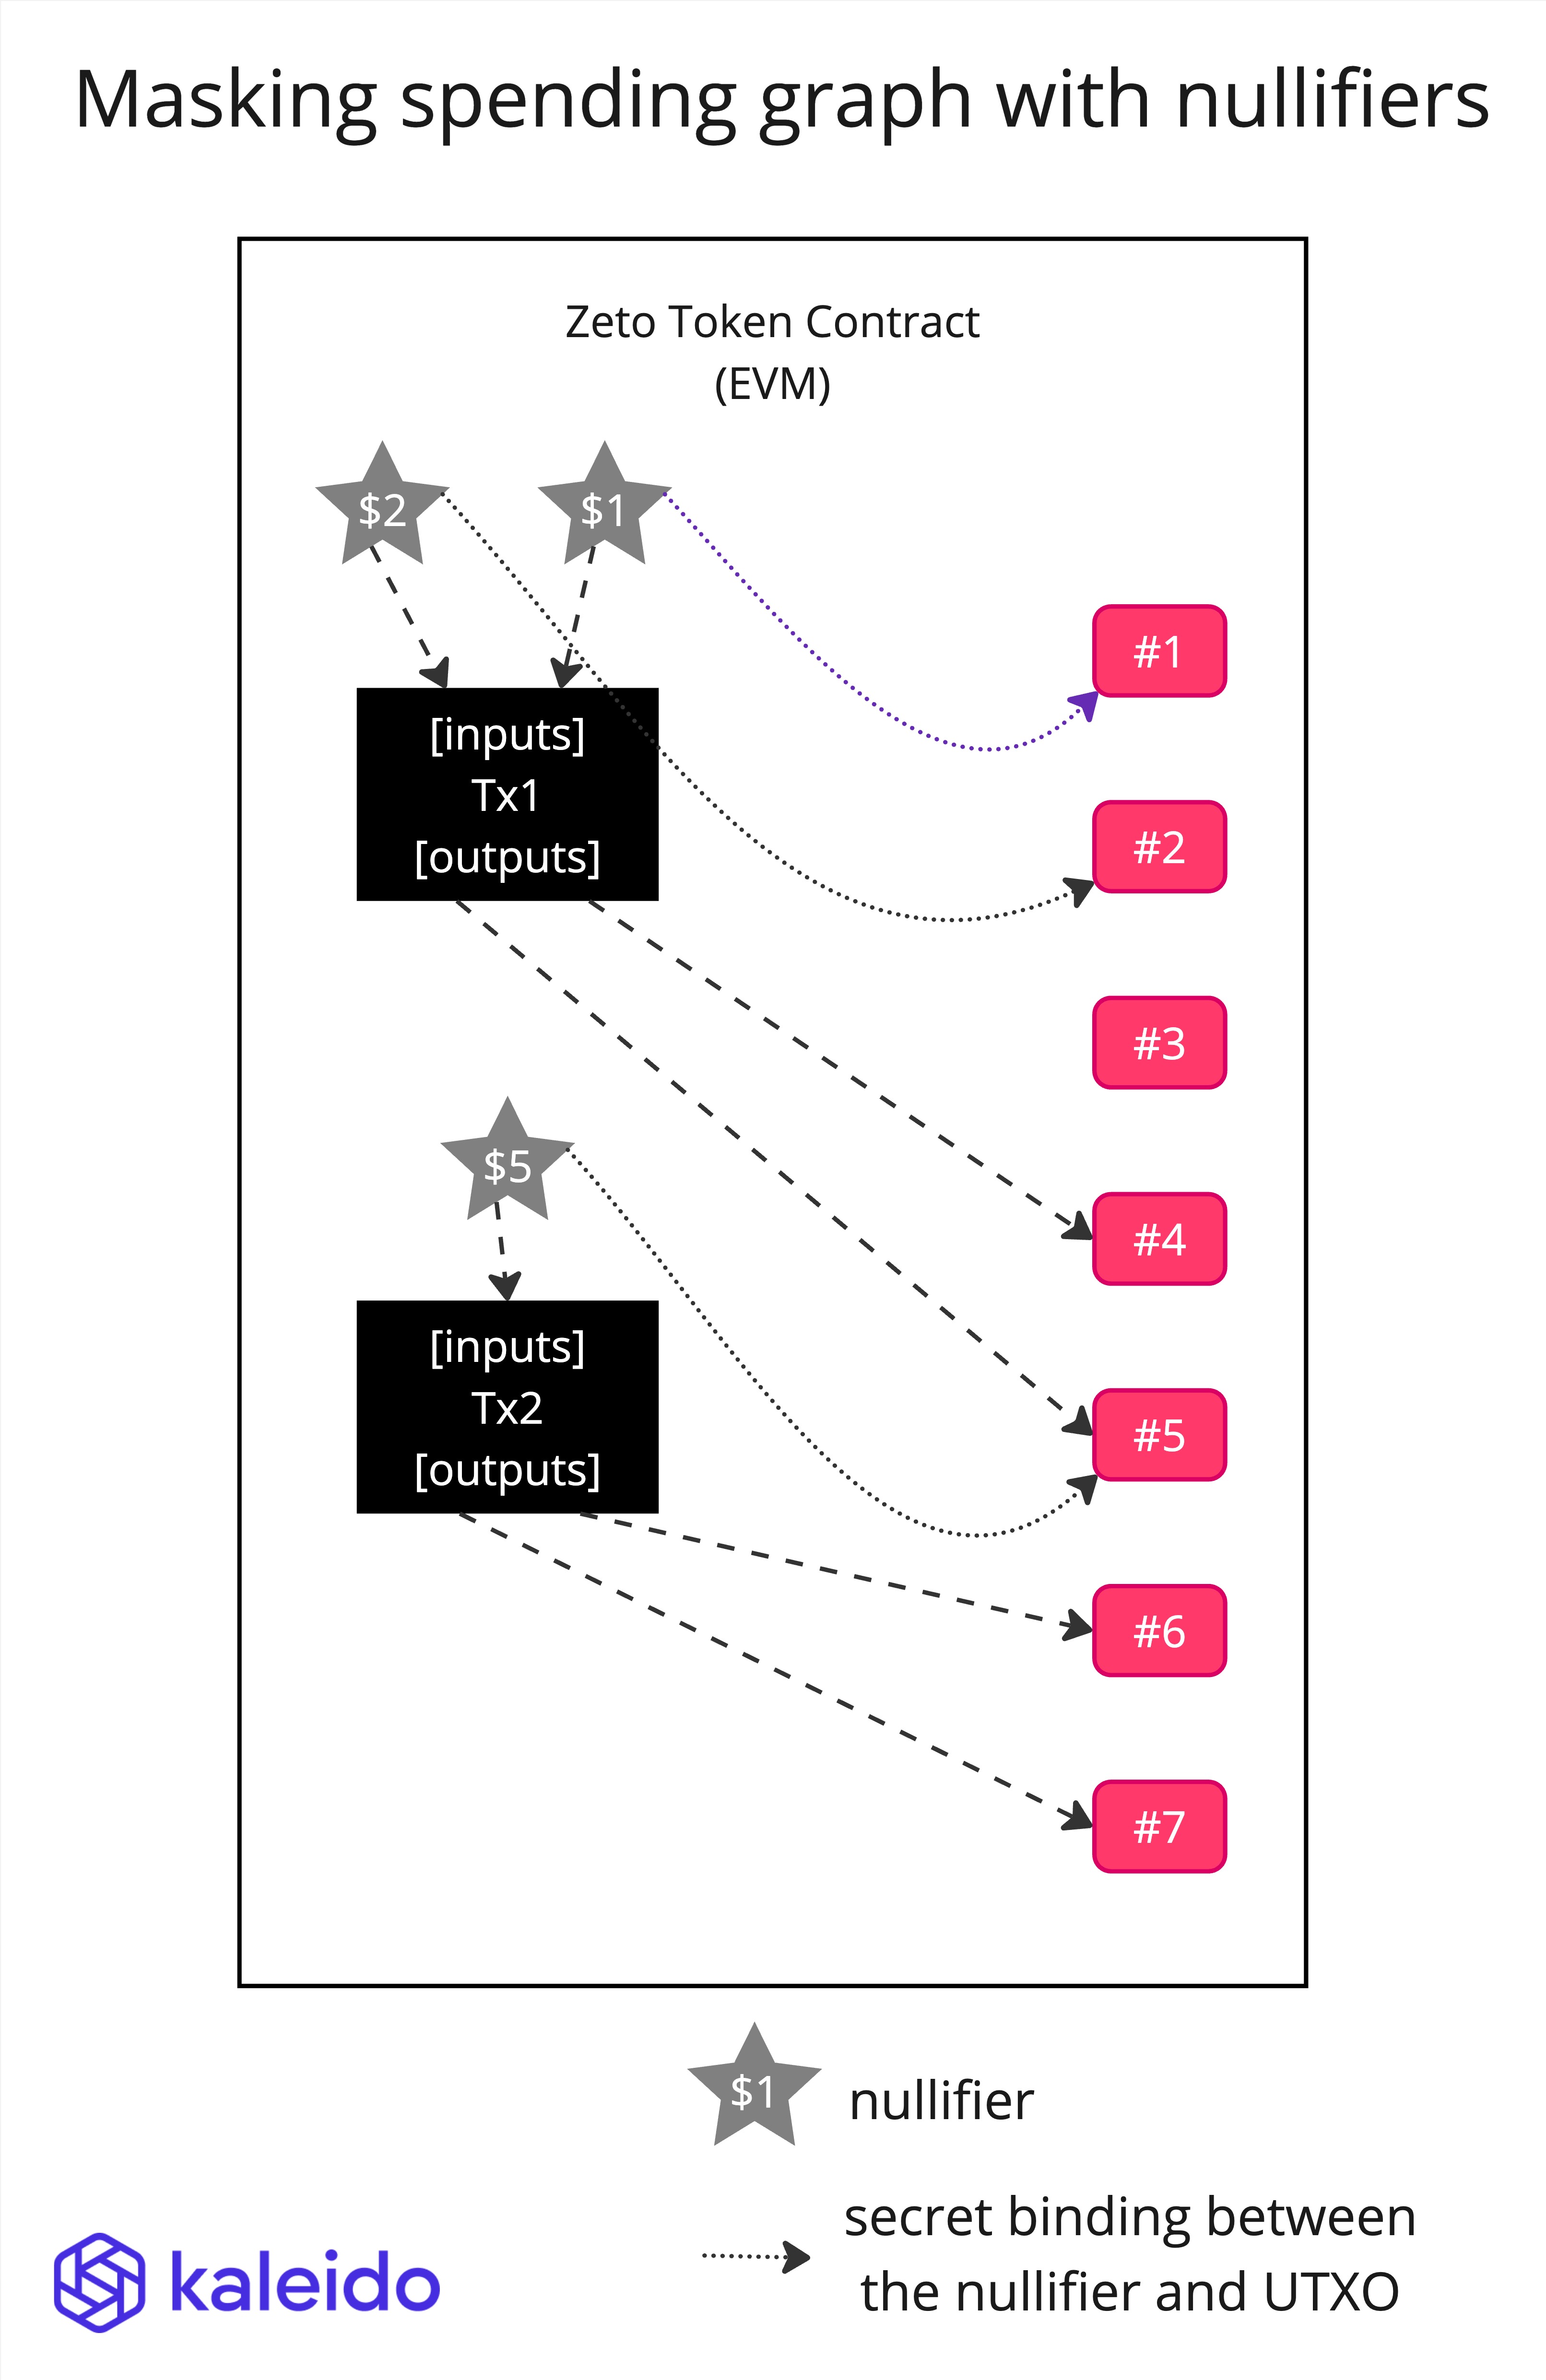 Masking spending graph with nullifiers
Zeto Token Contract
(EVM)
$2
$1
#1
[inputs]
Tx1
[outputs]
#2
#3
$5
#4
[inputs]
Tx2
[outputs]
#5
#6
#7
$1
nullifier
secret binding between
the nullifier and UTXO
kaleido